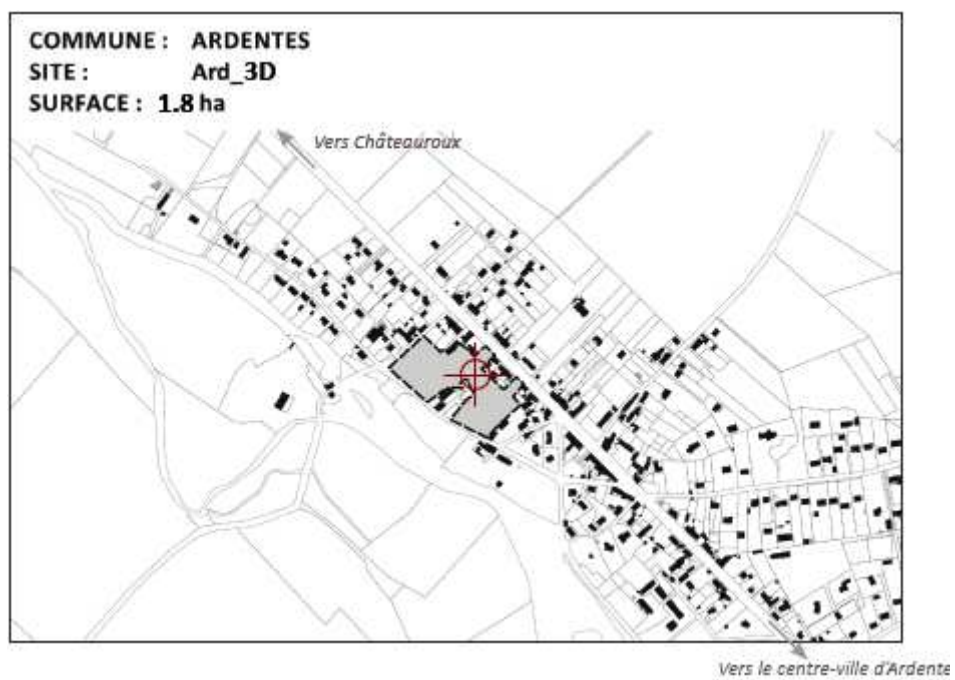 COMMUNE : ARDENTES
SITE : Ard_3D
SURFACE : 1.8 ha
Vers Châteauroux
Vers le centre-ville d'Ardente